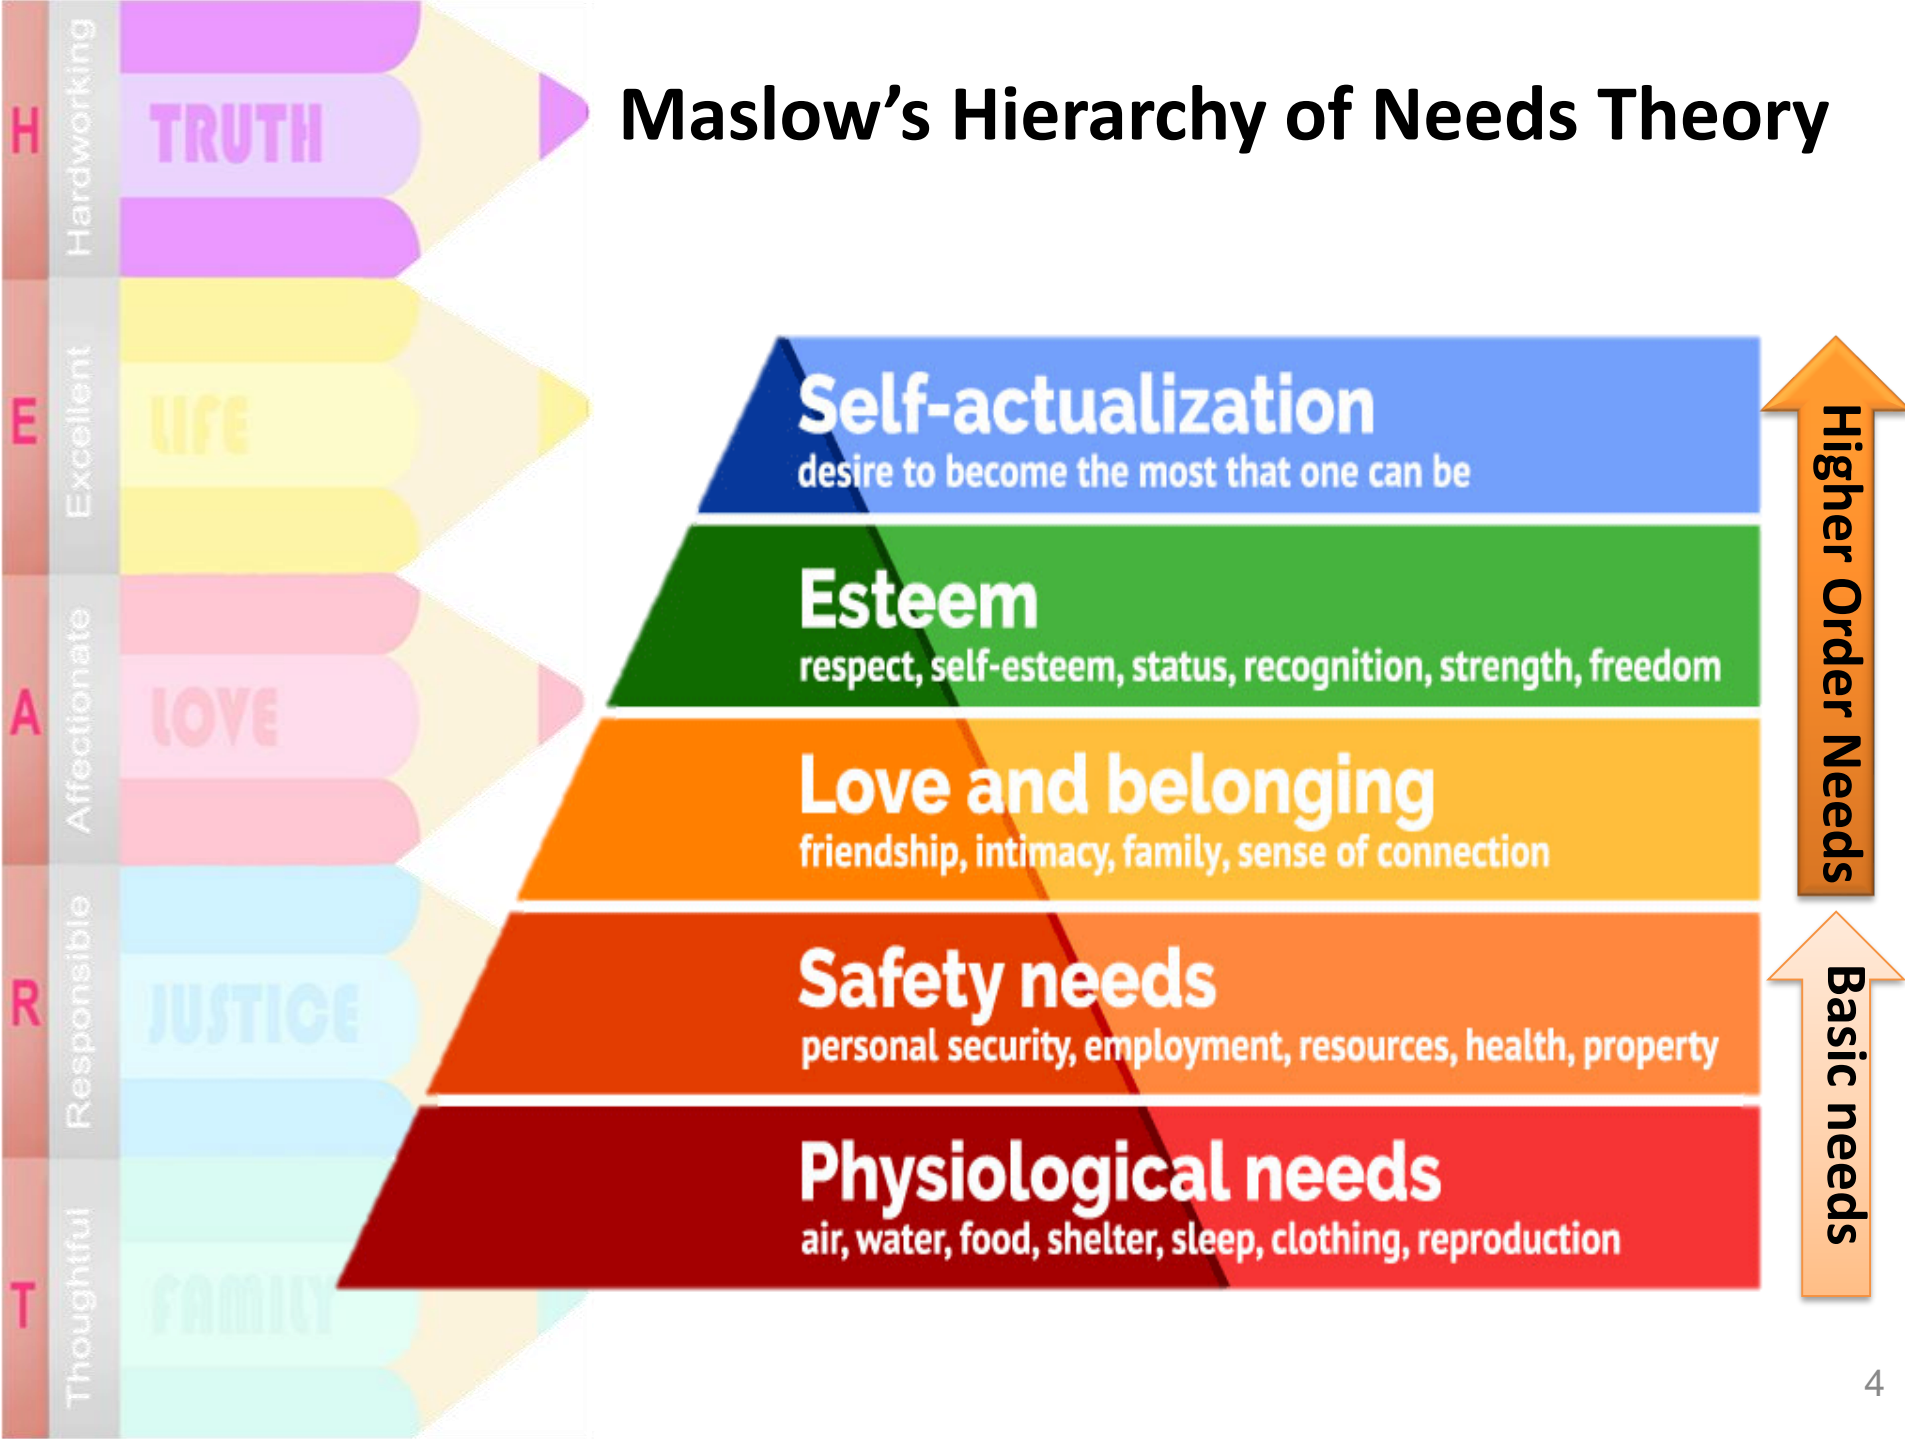 Maslow’s Hierarchy of Needs Theory
H
Hardworking
TRUTH
E
Excellent
LIFE
A
Affectionate
LOVE
R
Responsible
JUSTICE
T
Thoughtful
FAMILY
Self-actualization
desire to become the most that one can be
Esteem
respect, self-esteem, status, recognition, strength, freedom
Love and belonging
friendship, intimacy, family, sense of connection
Safety needs
personal security, employment, resources, health, property
Physiological needs
air, water, food, shelter, sleep, clothing, reproduction
Higher Order Needs
Basic needs
4